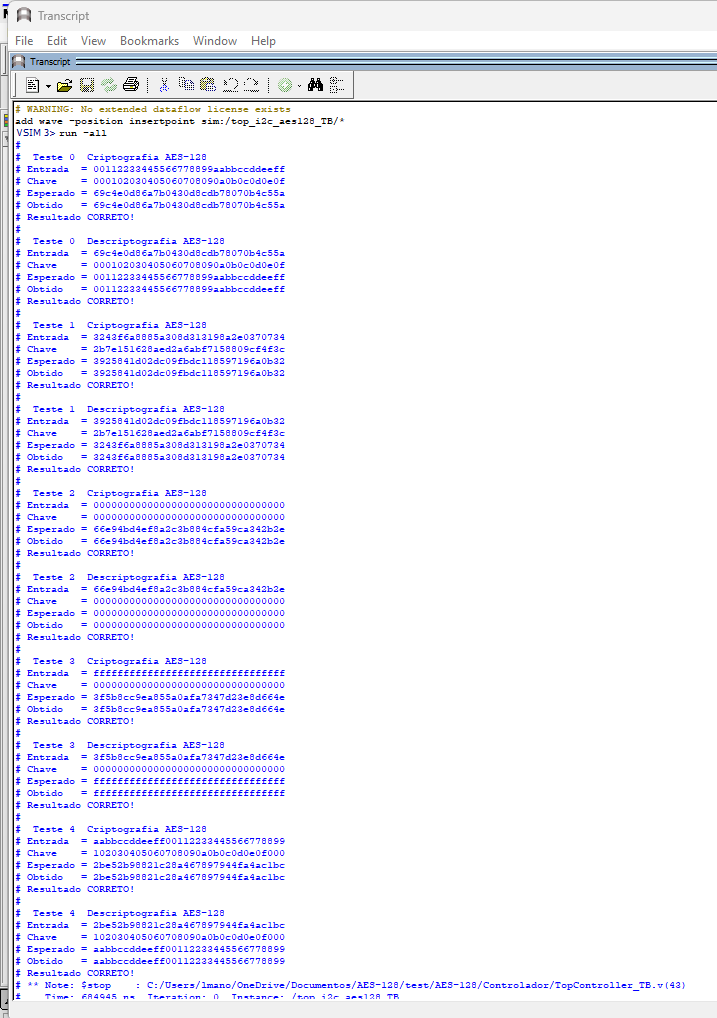 Transcript
File Edit View Bookmarks Window Help
Transcript
# WARNING: No extended dataflow license exists
add wave -position insertpoint sim:/top_i2c_aes128_TB/*
VSIM 3> run -all
#
#  Teste 0  Criptografia AES-128
# Entrada  = 00112233445566778899aabbccddeeff
# Chave    = 000102030405060708090a0b0c0d0e0f
# Esperado = 69c4e0d86a7b0430d8cdb78070b4c55a
# Obtido   = 69c4e0d86a7b0430d8cdb78070b4c55a
# Resultado CORRETO!
#
#  Teste 0  Descriptografia AES-128
# Entrada  = 69c4e0d86a7b0430d8cdb78070b4c55a
# Chave    = 000102030405060708090a0b0c0d0e0f
# Esperado = 00112233445566778899aabbccddeeff
# Obtido   = 00112233445566778899aabbccddeeff
# Resultado CORRETO!
#
#  Teste 1  Criptografia AES-128
# Entrada  = 3243f6a8885a308d313198a2e0370734
# Chave    = 2b7e151628aed2a6abf7158809cf4f3c
# Esperado = 3925841d02dc09fbdc118597196a0b32
# Obtido   = 3925841d02dc09fbdc118597196a0b32
# Resultado CORRETO!
#
#  Teste 1  Descriptografia AES-128
# Entrada  = 3925841d02dc09fbdc118597196a0b32
# Chave    = 2b7e151628aed2a6abf7158809cf4f3c
# Esperado = 3243f6a8885a308d313198a2e0370734
# Obtido   = 3243f6a8885a308d313198a2e0370734
# Resultado CORRETO!
#
#  Teste 2  Criptografia AES-128
# Entrada  = 00000000000000000000000000000000
# Chave    = 00000000000000000000000000000000
# Esperado = 66e94bd4ef8a2c3b884cfa59ca342b2e
# Obtido   = 66e94bd4ef8a2c3b884cfa59ca342b2e
# Resultado CORRETO!
#
#  Teste 2  Descriptografia AES-128
# Entrada  = 66e94bd4ef8a2c3b884cfa59ca342b2e
# Chave    = 00000000000000000000000000000000
# Esperado = 00000000000000000000000000000000
# Obtido   = 00000000000000000000000000000000
# Resultado CORRETO!
#
#  Teste 3  Criptografia AES-128
# Entrada  = ffffffffffffffffffffffffffffffff
# Chave    = 00000000000000000000000000000000
# Esperado = 3f5b8cc9ea855a0afa7347d23e8d664e
# Obtido   = 3f5b8cc9ea855a0afa7347d23e8d664e
# Resultado CORRETO!
#
#  Teste 3  Descriptografia AES-128
# Entrada  = 3f5b8cc9ea855a0afa7347d23e8d664e
# Chave    = 00000000000000000000000000000000
# Esperado = ffffffffffffffffffffffffffffffff
# Obtido   = ffffffffffffffffffffffffffffffff
# Resultado CORRETO!
#
#  Teste 4  Criptografia AES-128
# Entrada  = aabbccddeeff00112233445566778899
# Chave    = 102030405060708090a0b0c0d0e0f000
# Esperado = 2be52b98821c28a467897944fa4ac1bc
# Obtido   = 2be52b98821c28a467897944fa4ac1bc
# Resultado CORRETO!
#
#  Teste 4  Descriptografia AES-128
# Entrada  = 2be52b98821c28a467897944fa4ac1bc
# Chave    = 102030405060708090a0b0c0d0e0f000
# Esperado = aabbccddeeff00112233445566778899
# Obtido   = aabbccddeeff00112233445566778899
# Resultado CORRETO!
# ** Note: $stop    : C:/Users/lmano/OneDrive/Documentos/AES-128/test/AES-128/Controlador/TopController_TB.v(43)
#    Time: 684945 ns  Iteration: 0  Instance: /top_i2c_aes128_TB